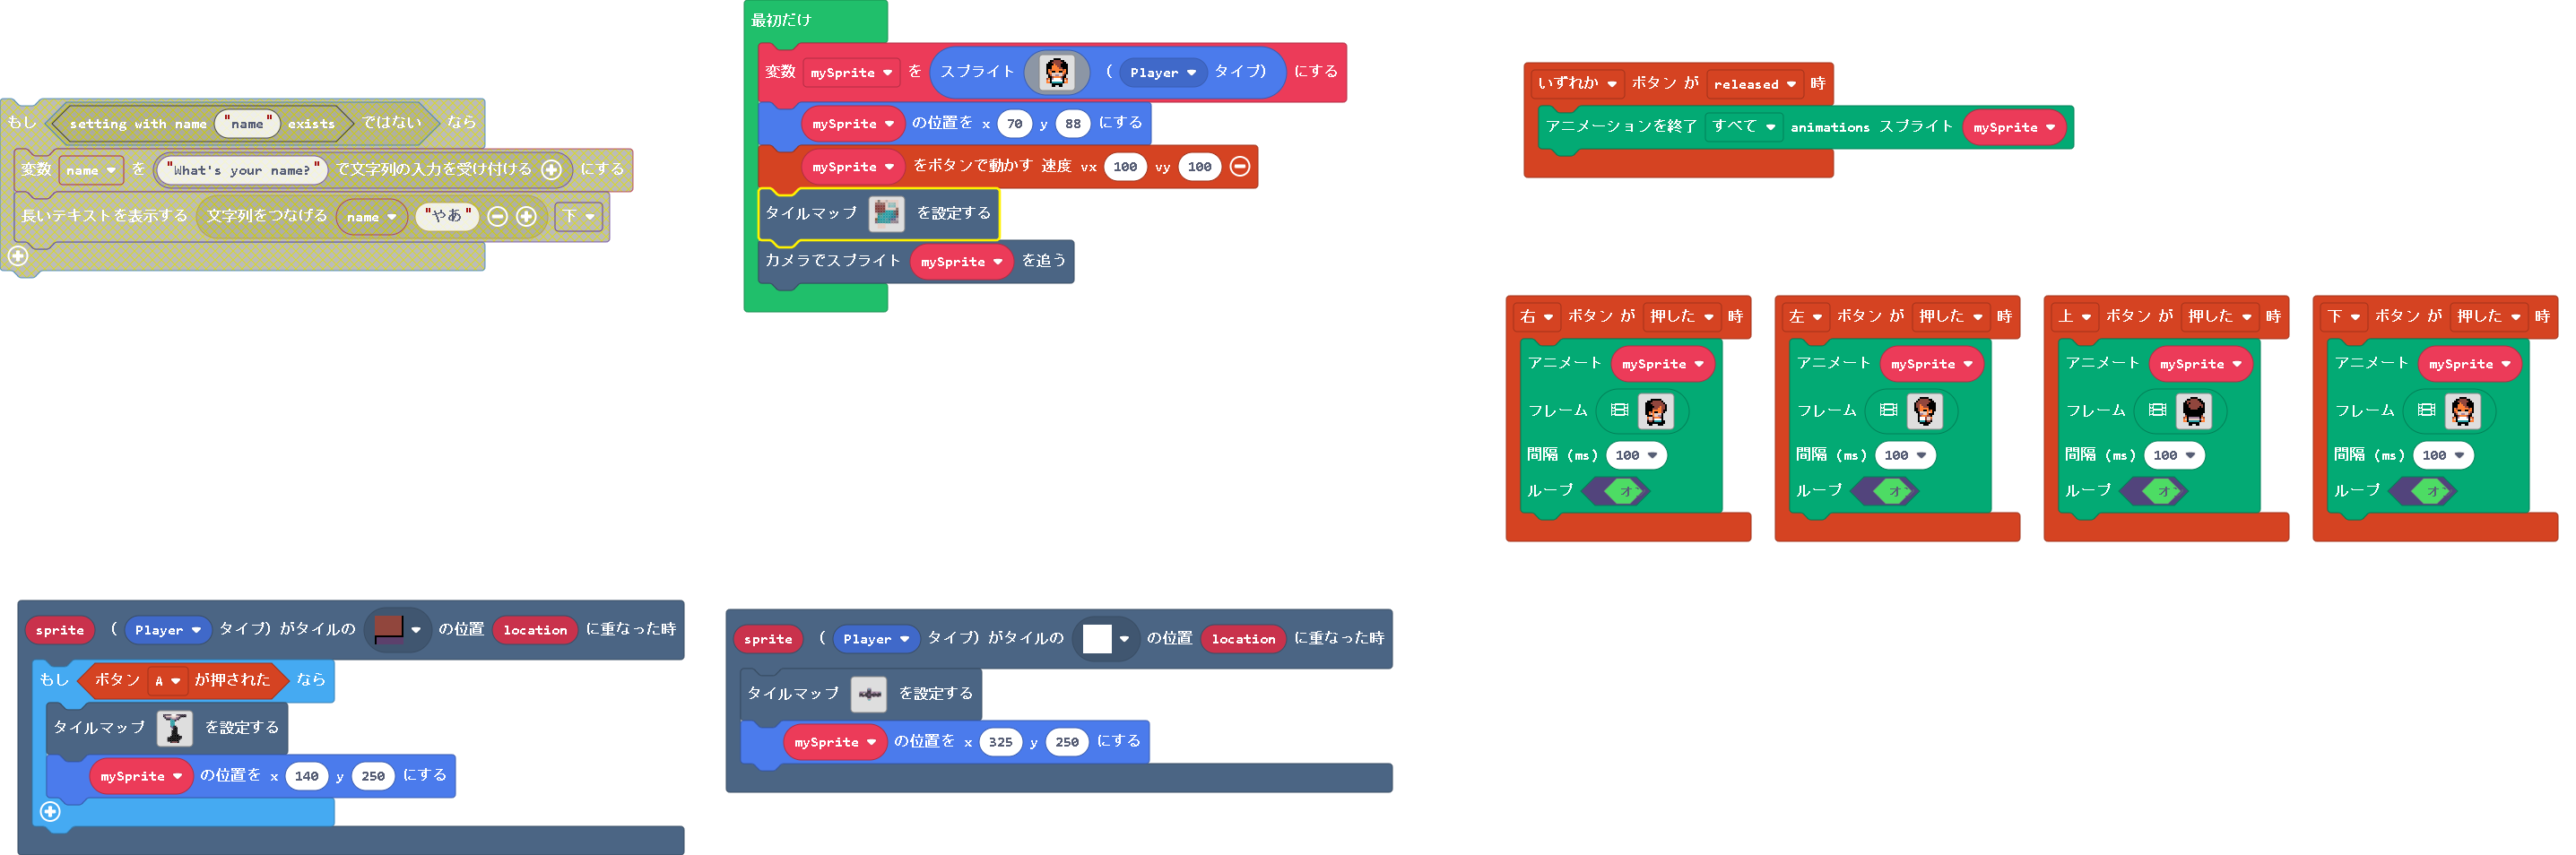 もし setting with name "name" exists ではない なら
変数 name を "What's your name?" で文字列の入力を受け付ける にする
長いテキストを表示する 文字列をつなげる name "やあ" 下
最初だけ
変数 mySprite を スプライト ( Player タイプ) にする
mySprite の位置を x 70 y 88 にする
mySprite をボタンで動かす 速度 vx 100 vy 100
タイルマップ を設定する
カメラでスプライト mySprite を追う
いずれか ボタン が released 時
アニメーションを終了 すべて animations スプライト mySprite
右 ボタン が 押した 時
アニメート mySprite
フレーム
間隔 (ms) 100
ループ オ
左 ボタン が 押した 時
アニメート mySprite
フレーム
間隔 (ms) 100
ループ オ
上 ボタン が 押した 時
アニメート mySprite
フレーム
間隔 (ms) 100
ループ オ
下 ボタン が 押した 時
アニメート mySprite
フレーム
間隔 (ms) 100
ループ オ
sprite ( Player タイプ) がタイルの の位置 location に重なった時
もし ボタン A が押された なら
タイルマップ を設定する
mySprite の位置を x 140 y 250 にする
sprite ( Player タイプ) がタイルの の位置 location に重なった時
タイルマップ を設定する
mySprite の位置を x 325 y 250 にする